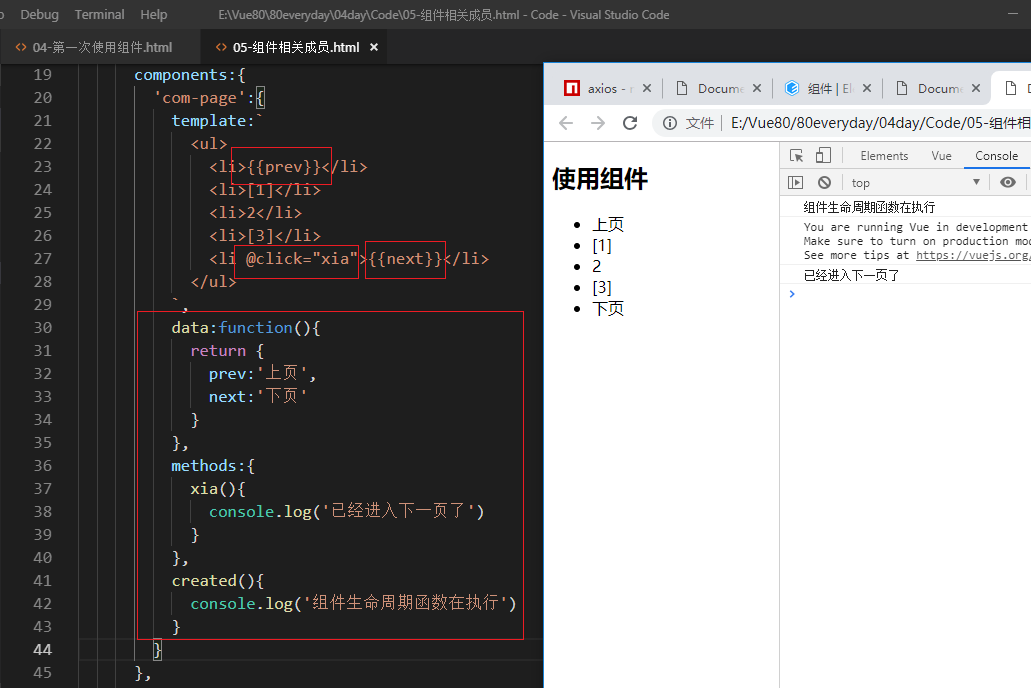 Debug Terminal Help E:\Vue80\80everyday\04day\Code\05-组件相关成员.html - Code - Visual Studio Code
04-第一次使用组件.html 05-组件相关成员.html ×
19 components:{
20 'com-page':{
21 template:`
22 <ul>
23 <li>{{prev}}</li>
24 <li>[1]</li>
25 <li>2</li>
26 <li>[3]</li>
27 <li @click="xia">{{next}}</li>
28 </ul>
29 `,
30 data:function(){
31 return {
32 prev:'上页',
33 next:'下页'
34 }
35 },
36 methods:{
37 xia(){
38 console.log('已经进入下一页了')
39 }
40 },
41 created(){
42 console.log('组件生命周期函数在执行')
43 }
44 }
45 },
axios - Docume 组件 | El Docume
文件 | E:/Vue80/80everyday/04day/Code/05-组件相
使用组件
上页
[1]
2
[3]
下页
Elements Vue Console
top
组件生命周期函数在执行
You are running Vue in development
Make sure to turn on production mod
See more tips at https://vuejs.org/
已经进入下一页了